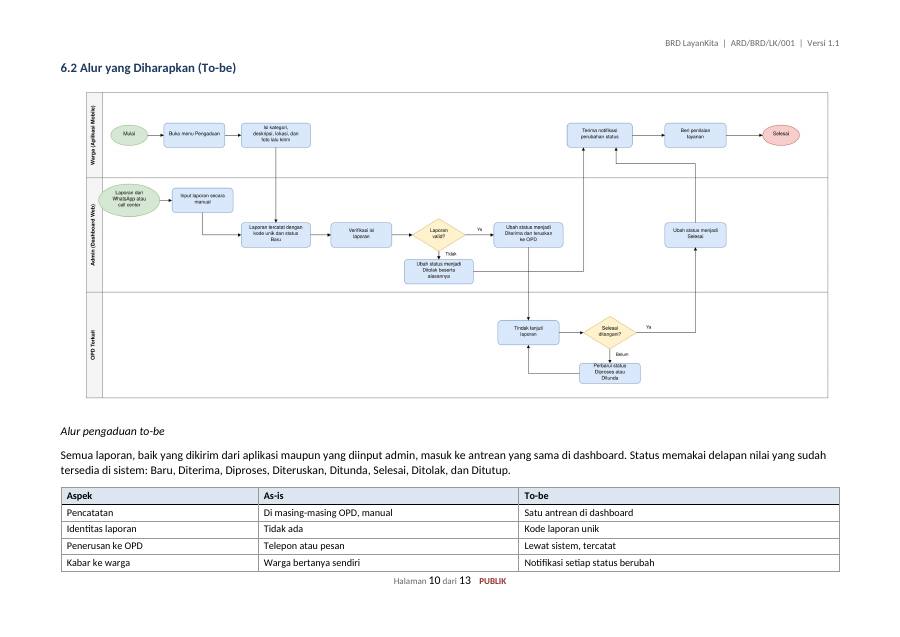 BRD LayanKita | ARD/BRD/LK/001 | Versi 1.1
6.2 Alur yang Diharapkan (To-be)
Warga (Aplikasi Mobile)
Mulai
Buka menu Pengaduan
Isi kategori,
deskripsi, lokasi, dan
foto lalu kirim
Terima notifikasi
perubahan status
Beri penilaian
layanan
Selesai
Admin (Dashboard Web)
Laporan dari
WhatsApp atau
call center
Input laporan secara
manual
Laporan tercatat dengan
kode unik dan status
Baru
Verifikasi isi
laporan
Laporan
valid?
Ya
Ubah status menjadi
Diterima dan teruskan
ke OPD
Ubah status menjadi
Selesai
Tidak
Ubah status menjadi
Ditolak beserta
alasannya
OPD Terkait
Tindak lanjuti
laporan
Selesai
ditangani?
Ya
Belum
Perbarui status
Diproses atau
Ditunda
Alur pengaduan to-be
Semua laporan, baik yang dikirim dari aplikasi maupun yang diinput admin, masuk ke antrean yang sama di dashboard. Status memakai delapan nilai yang sudah
tersedia di sistem: Baru, Diterima, Diproses, Diteruskan, Ditunda, Selesai, Ditolak, dan Ditutup.
Aspek As-is To-be
Pencatatan Di masing-masing OPD, manual Satu antrean di dashboard
Identitas laporan Tidak ada Kode laporan unik
Penerusan ke OPD Telepon atau pesan Lewat sistem, tercatat
Kabar ke warga Warga bertanya sendiri Notifikasi setiap status berubah
Halaman 10 dari 13 PUBLIK